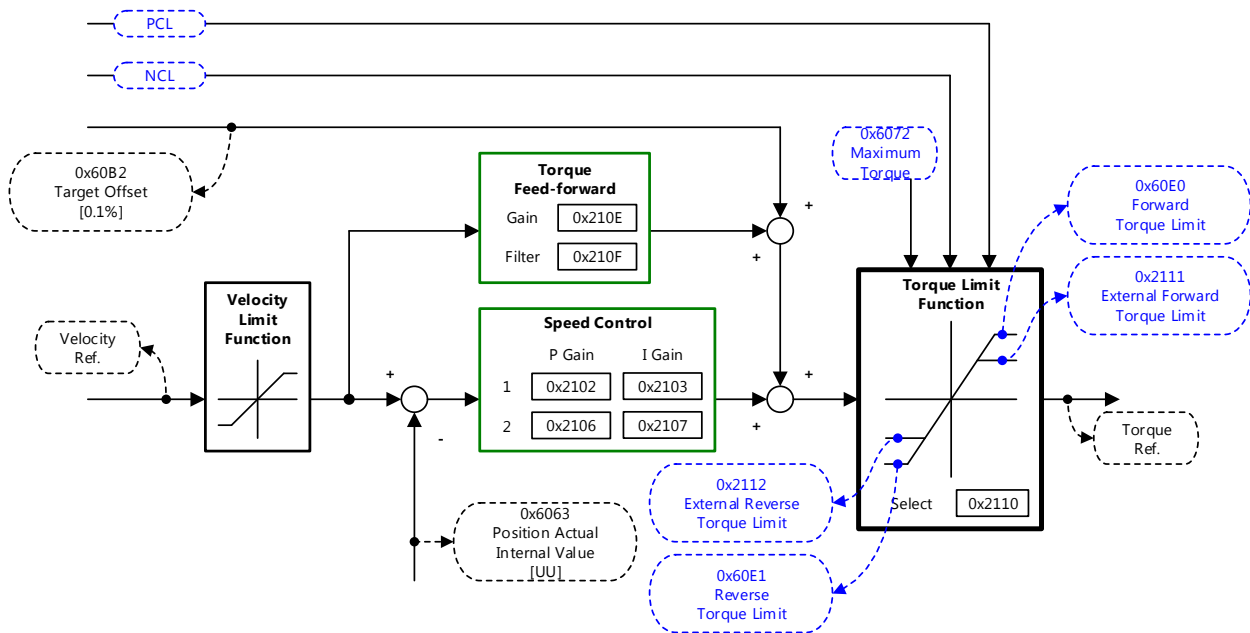 PCL
NCL
0x60B2
Target Offset
[0.1%]
Torque
Feed-forward
Gain
0x210E
Filter
0x210F
+
+
0x6072
Maximum
Torque
0x60E0
Forward
Torque Limit
0x2111
External Forward
Torque Limit
Velocity
Ref.
Velocity
Limit
Function
+
-
Speed Control
P Gain
I Gain
1
0x2102
0x2103
2
0x2106
0x2107
+
+
Torque Limit
Function
Select
0x2110
Torque
Ref.
0x2112
External Reverse
Torque Limit
0x60E1
Reverse
Torque Limit
0x6063
Position Actual
Internal Value
[UU]